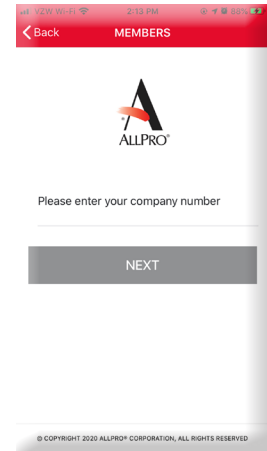 VZW Wi-Fi 2:13 PM 88%
Back MEMBERS
ALLPRO®
Please enter your company number
NEXT
© COPYRIGHT 2020 ALLPRO® CORPORATION, ALL RIGHTS RESERVED